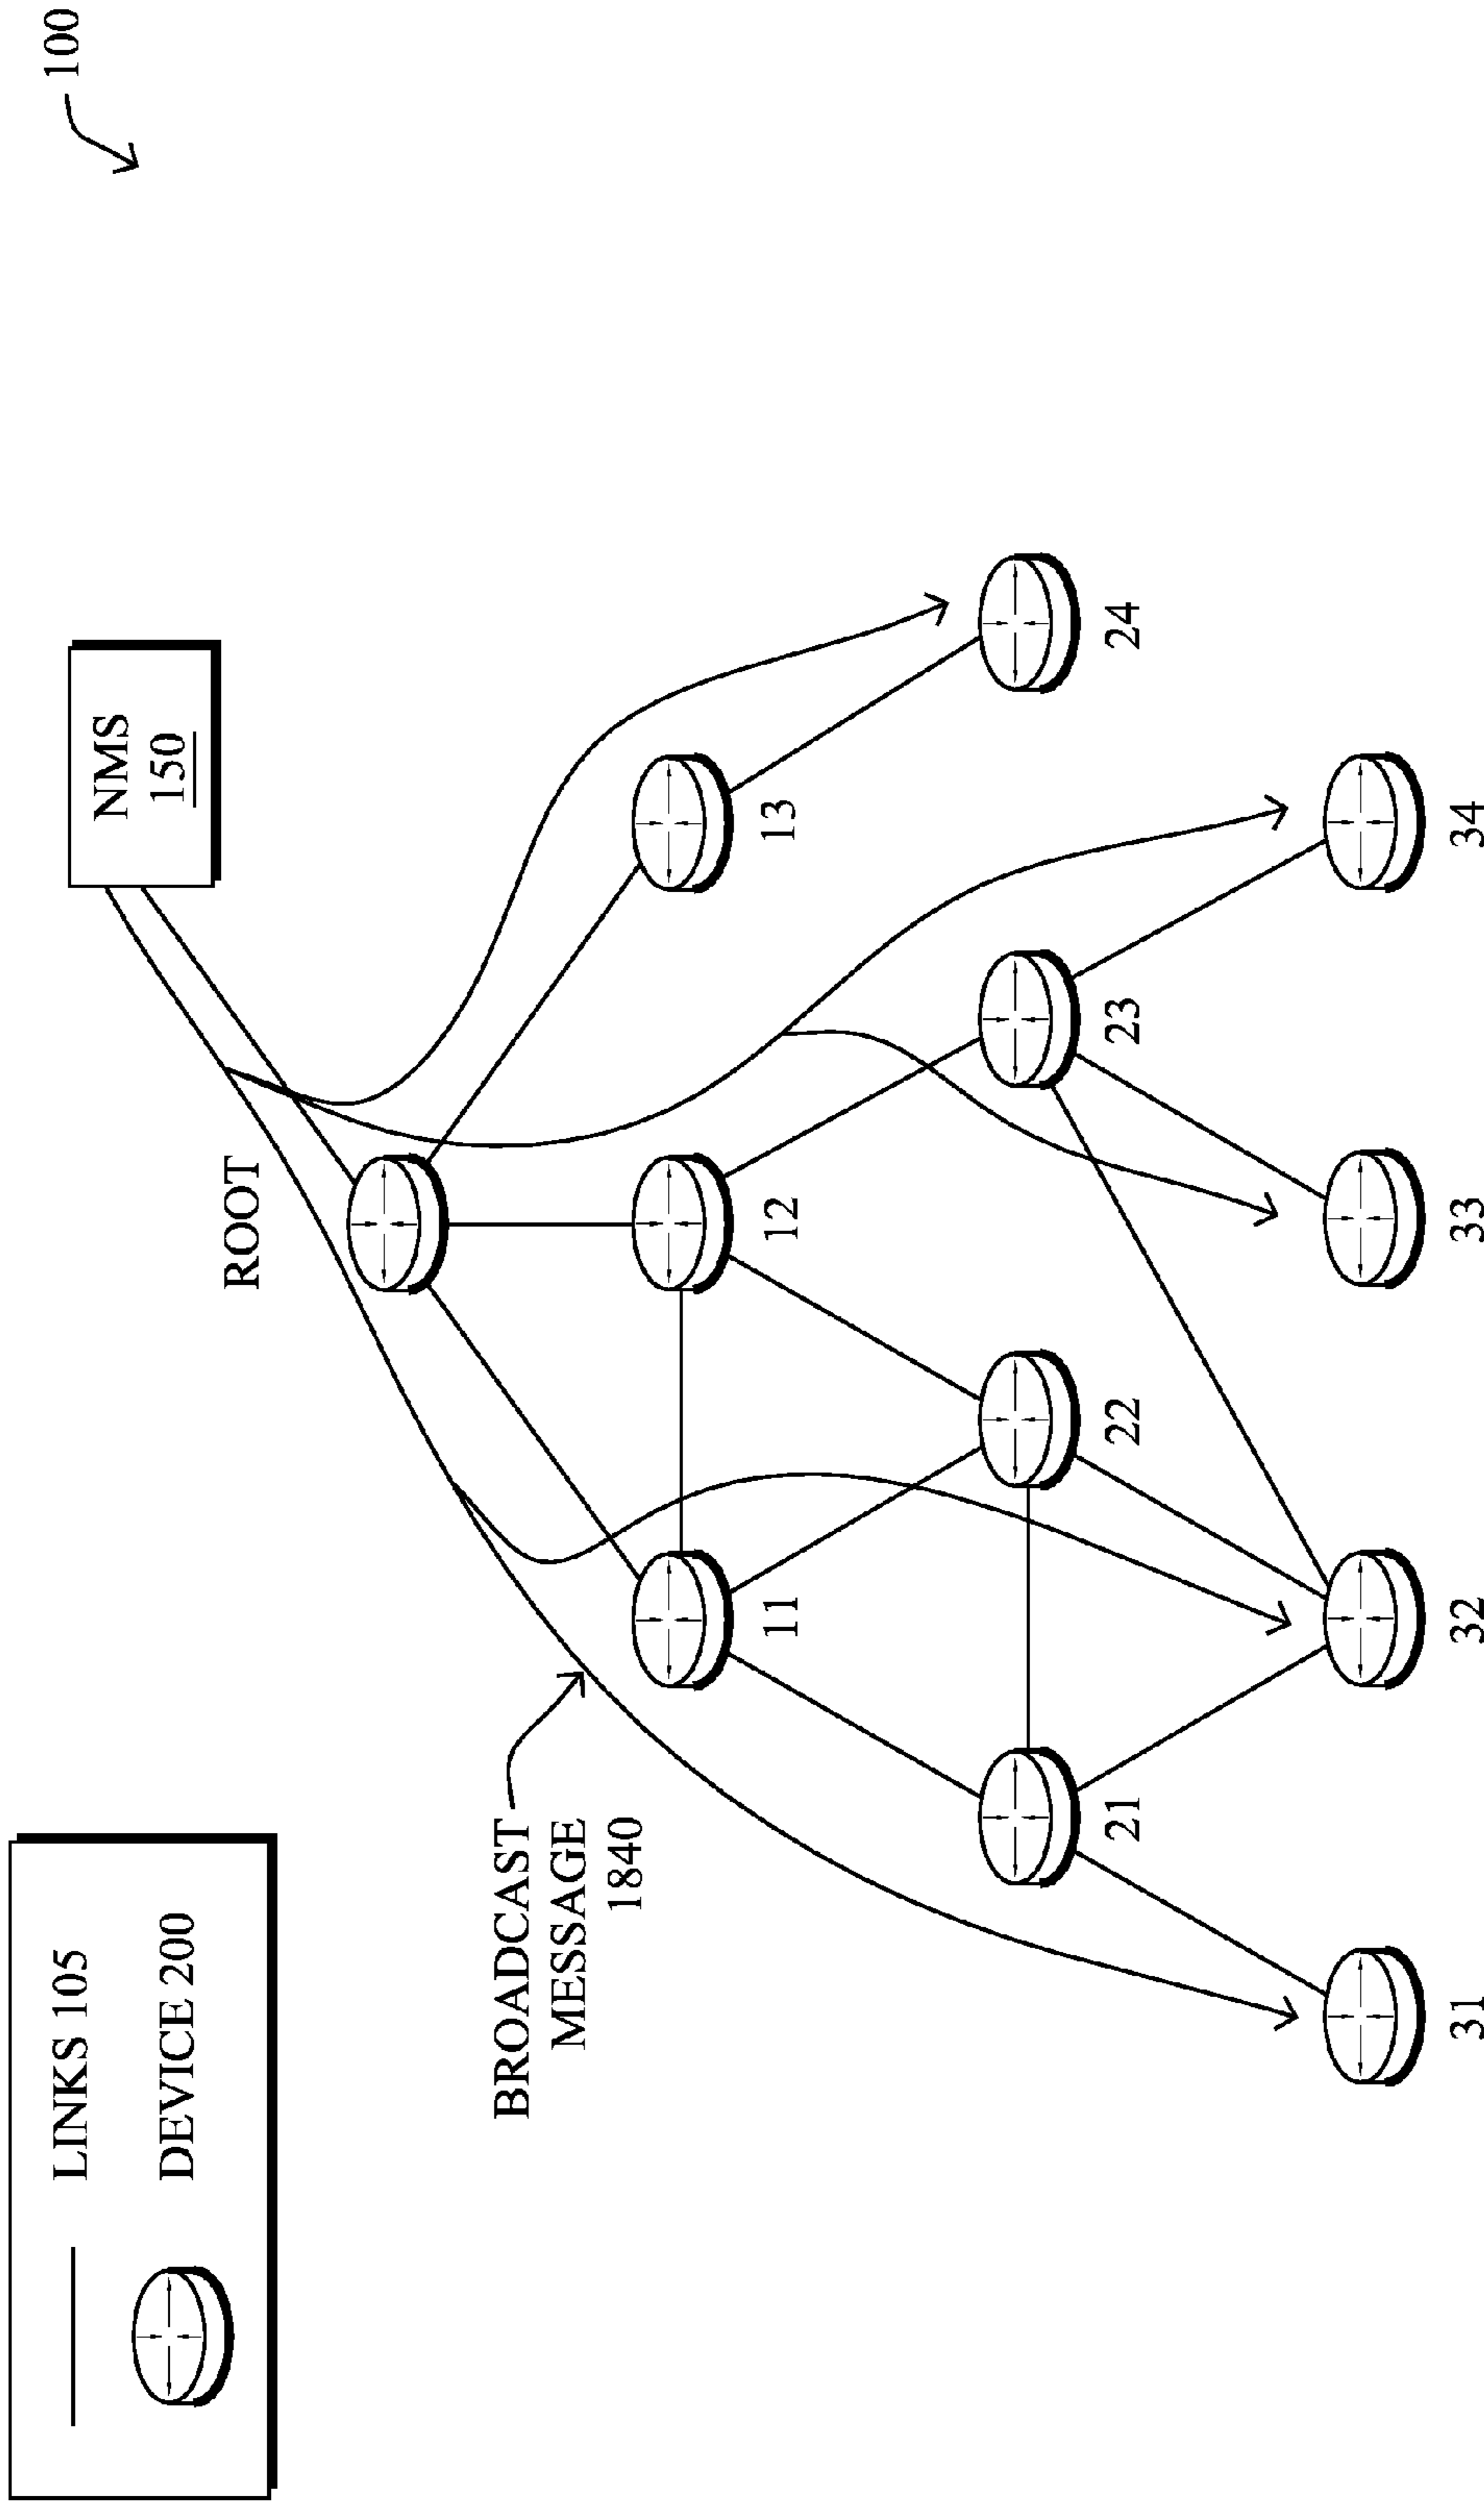 100
LINKS 105
DEVICE 200
NMS
150
ROOT
BROADCAST
MESSAGE
1840
11
12
13
21
22
23
24
31
32
33
34